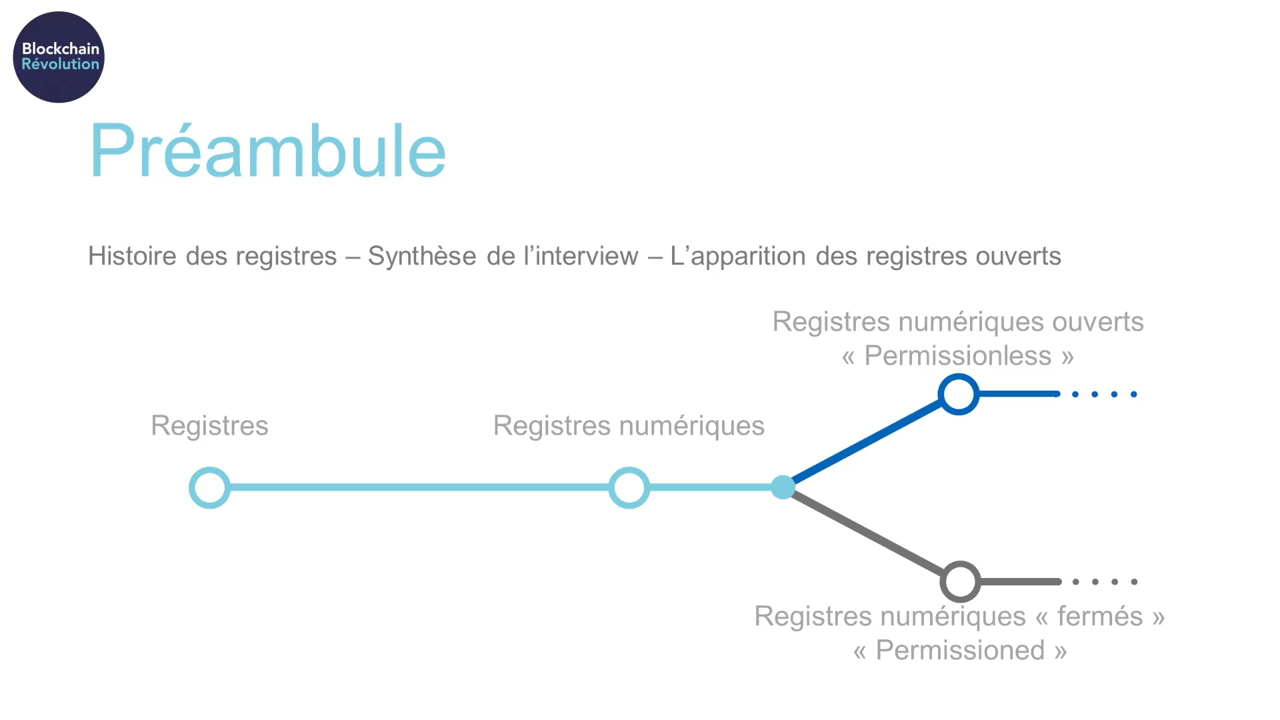 Blockchain
Révolution
Préambule
Histoire des registres – Synthèse de l’interview – L’apparition des registres ouverts
Registres numériques ouverts
« Permissionless »
Registres
Registres numériques
Registres numériques « fermés »
« Permissioned »